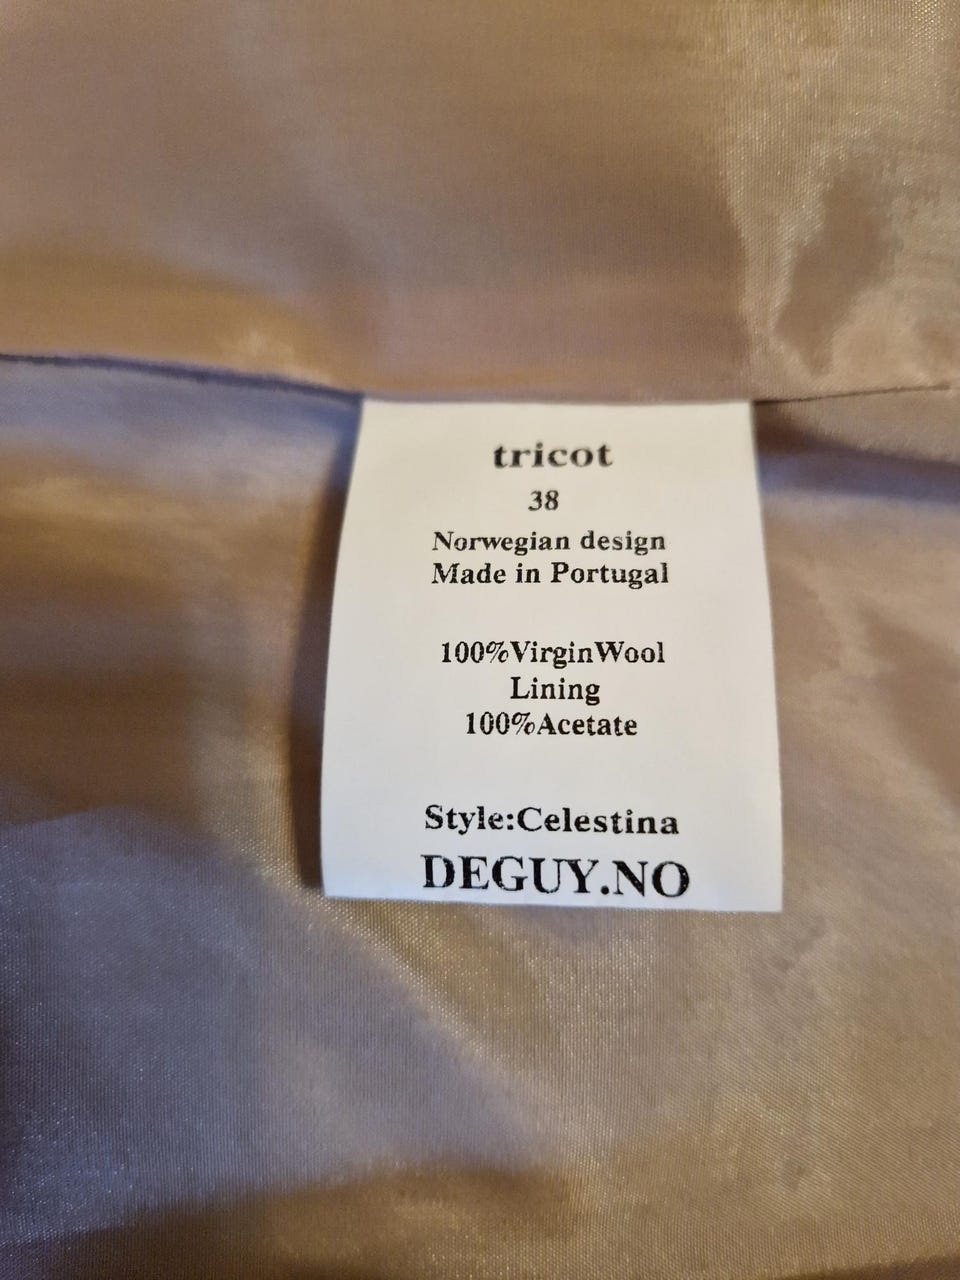 tricot
38
Norwegian design
Made in Portugal
100%VirginWool
Lining
100%Acetate
Style:Celestina
DEGUY.NO